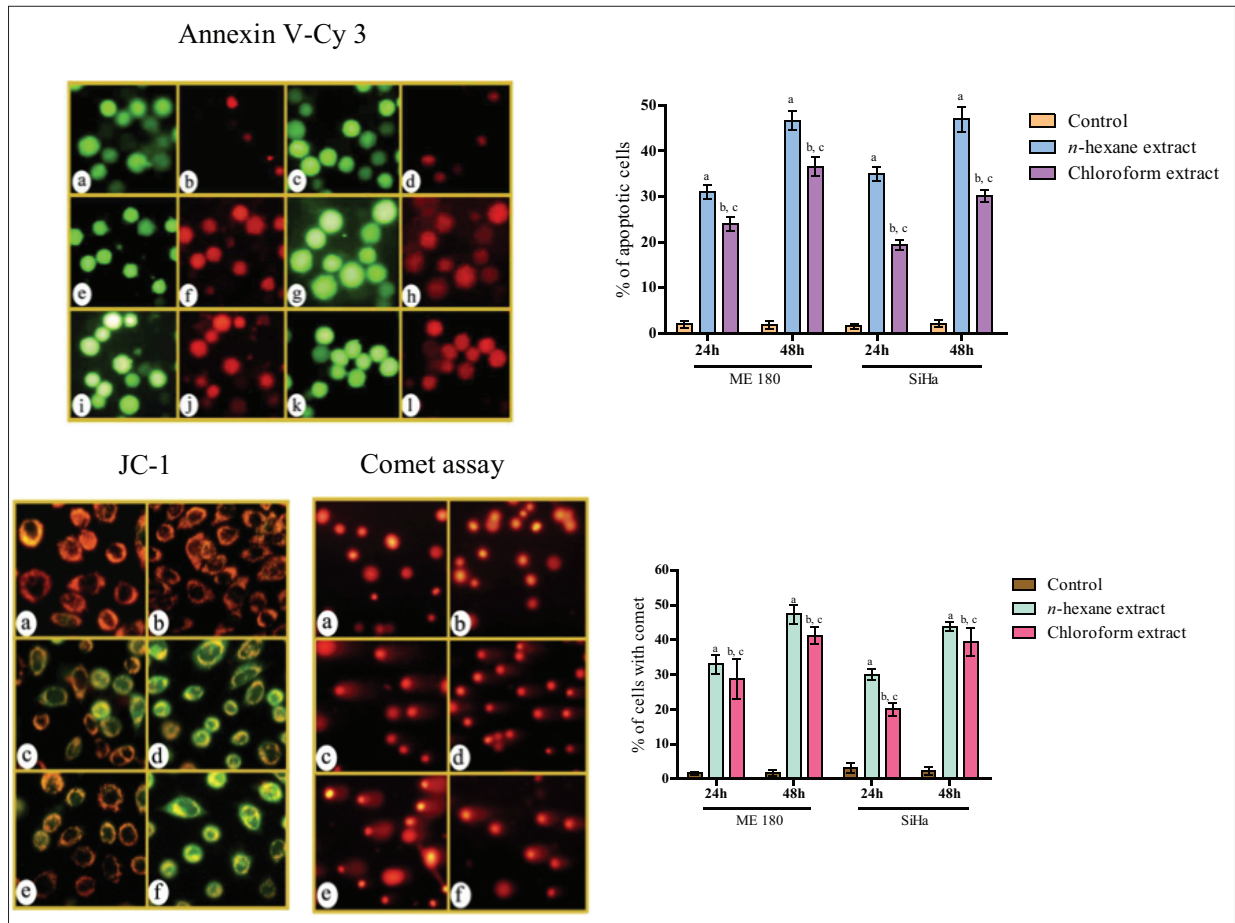 Annexin V-Cy 3
a b c d
e f g h
i j k l
% of apoptotic cells
50
40
30
20
10
0
a
b, c
a
b, c
a
b, c
a
b, c
24h 48h 24h 48h
ME 180 SiHa
Control
n-hexane extract
Chloroform extract
JC-1
a b
c d
e f
Comet assay
a b
c d
e f
% of cells with comet
60
50
40
30
20
10
0
a
b, c
a
b, c
a
b, c
a
b, c
24h 48h 24h 48h
ME 180 SiHa
Control
n-hexane extract
Chloroform extract